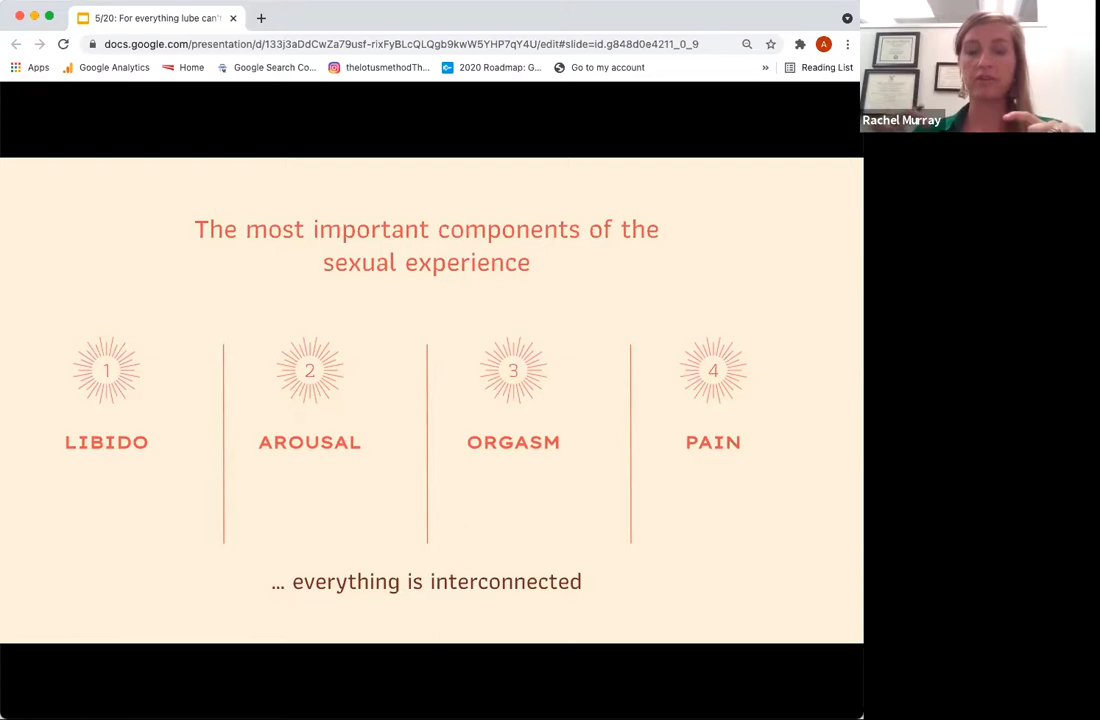 5/20: For everything lube can'
docs.google.com/presentation/d/133j3aDdCwZa79usf-rixFyBLcQLQgb9kwW5YHP7qY4U/edit#slide=id.g848d0e4211_0_9
A
Apps
Google Analytics
Home
Google Search Co...
thelotusmethodTh...
2020 Roadmap: G...
Go to my account
»
Reading List
Rachel Murray
The most important components of the
sexual experience
1
2
3
4
LIBIDO
AROUSAL
ORGASM
PAIN
... everything is interconnected